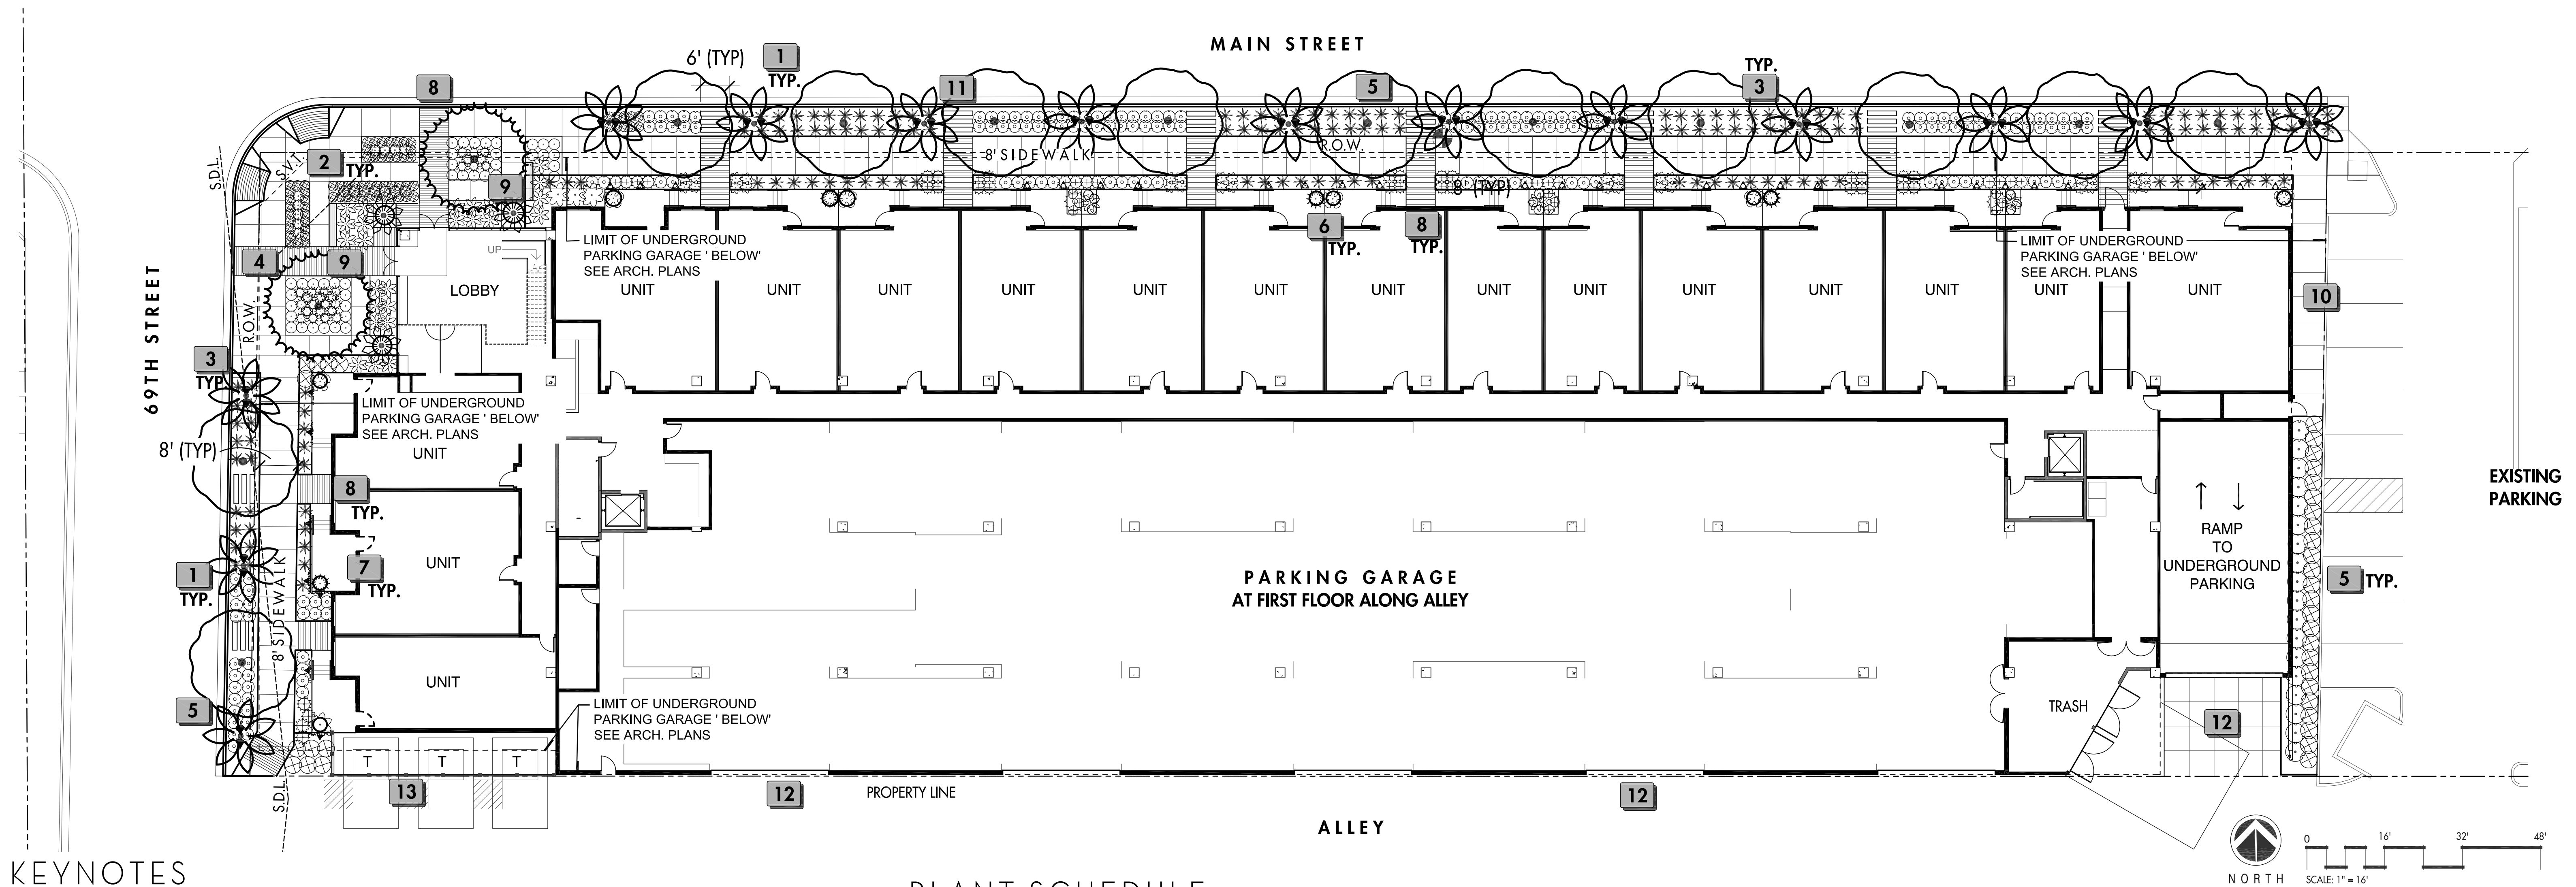 MAIN STREET
6' (TYP)
1
TYP.
8
11
5
TYP.
3
S.D.L.
S.V.T.
2
TYP.
9
8' SIDEWALK
R.O.W.
8' (TYP)
6
TYP.
8
TYP.
LIMIT OF UNDERGROUND
PARKING GARAGE ' BELOW'
SEE ARCH. PLANS
UNIT
UNIT
UNIT
UNIT
UNIT
UNIT
UNIT
UNIT
UNIT
UNIT
UNIT
UNIT
LIMIT OF UNDERGROUND
PARKING GARAGE ' BELOW'
SEE ARCH. PLANS
UNIT
UNIT
10
UP
LOBBY
4
9
69TH STREET
R.O.W.
3
TYP.
LIMIT OF UNDERGROUND
PARKING GARAGE ' BELOW'
SEE ARCH. PLANS
UNIT
8' (TYP)
8
TYP.
UNIT
7
TYP.
1
TYP.
8' SIDEWALK
UNIT
5
S.D.L.
T
T
T
13
LIMIT OF UNDERGROUND
PARKING GARAGE ' BELOW'
SEE ARCH. PLANS
PARKING GARAGE
AT FIRST FLOOR ALONG ALLEY
RAMP
TO
UNDERGROUND
PARKING
EXISTING
PARKING
5
TYP.
TRASH
12
12
PROPERTY LINE
12
ALLEY
NORTH
0
16'
32'
48'
SCALE: 1" = 16'
KEYNOTES
PLANT SCHEDULE